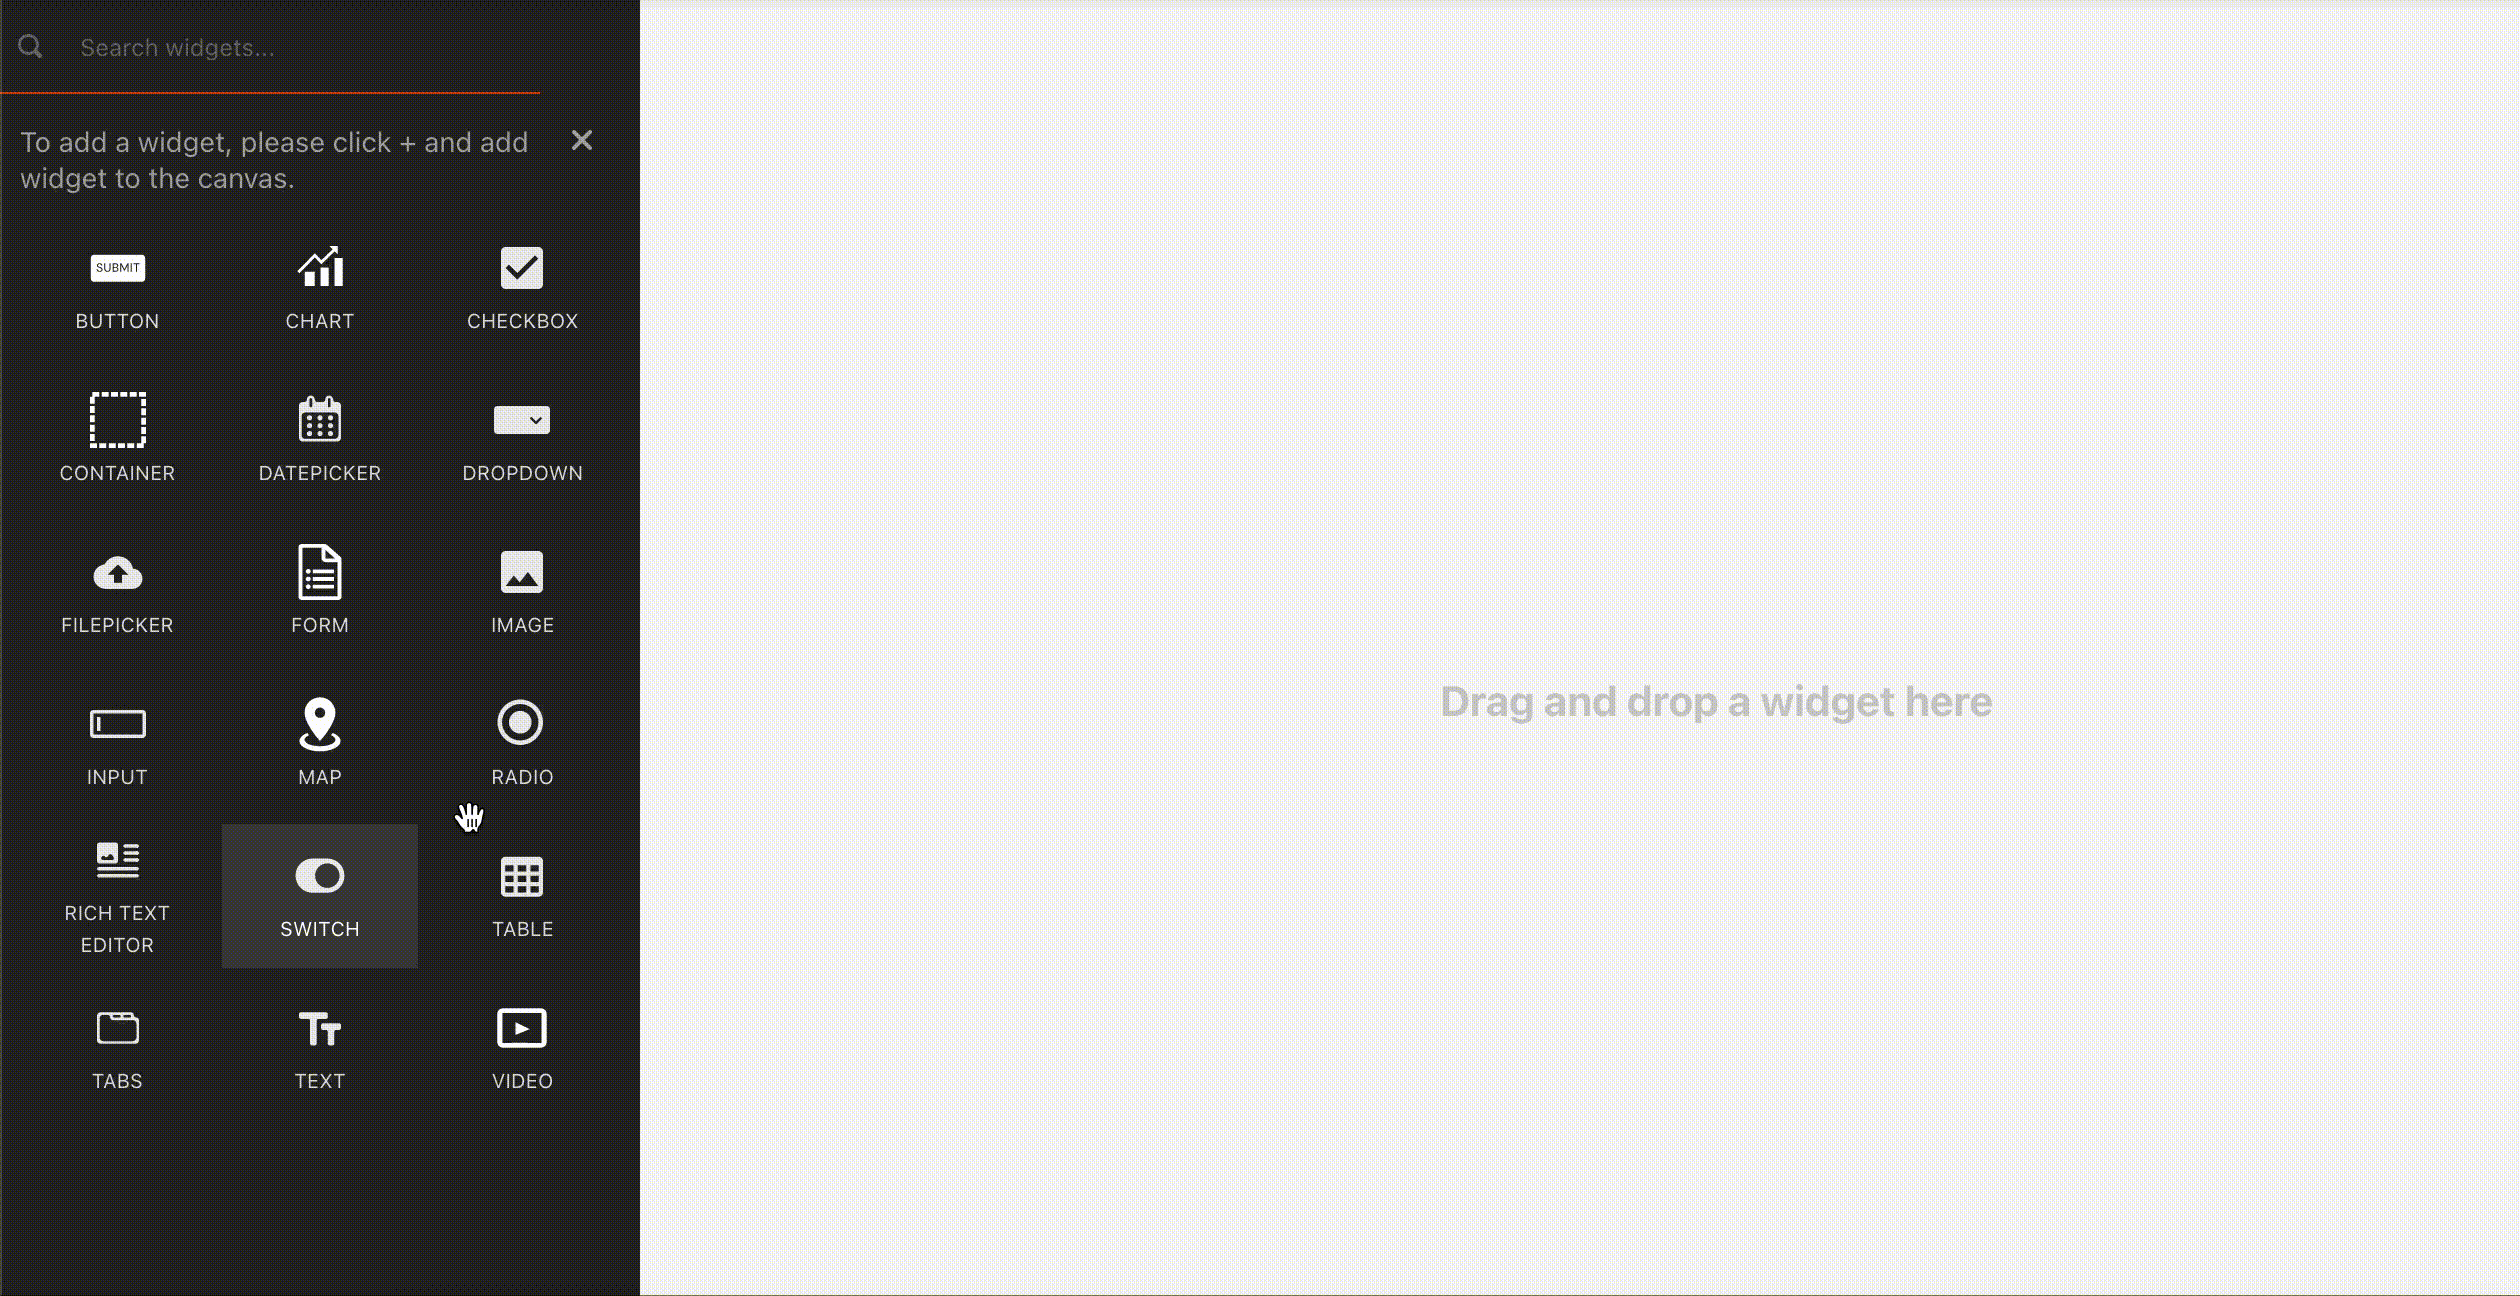 Search widgets...
To add a widget, please click + and add
widget to the canvas.
SUBMIT
BUTTON
CHART
CHECKBOX
CONTAINER
DATEPICKER
DROPDOWN
FILEPICKER
FORM
IMAGE
INPUT
MAP
RADIO
RICH TEXT
EDITOR
SWITCH
TABLE
TABS
TEXT
VIDEO
Drag and drop a widget here